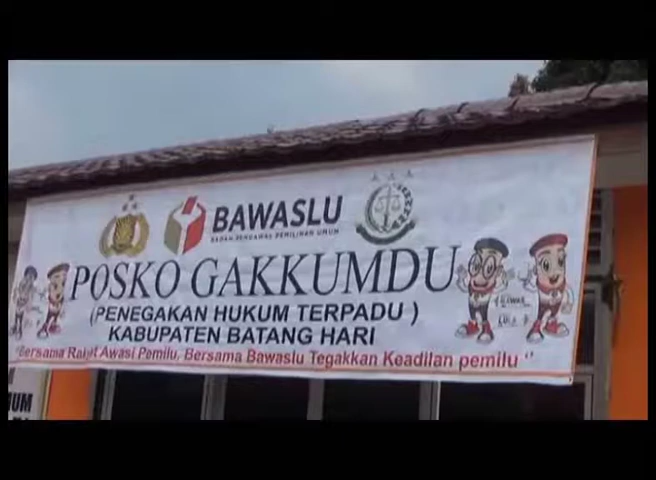 BAWASLU
BADAN PENGAWAS PEMILIHAN UMUM
POSKO GAKKUMDU
(PENEGAKAN HUKUM TERPADU )
KABUPATEN BATANG HARI
"Bersama Rakyat Awasi Pemilu, Bersama Bawaslu Tegakkan Keadilan pemilu "
UMUM